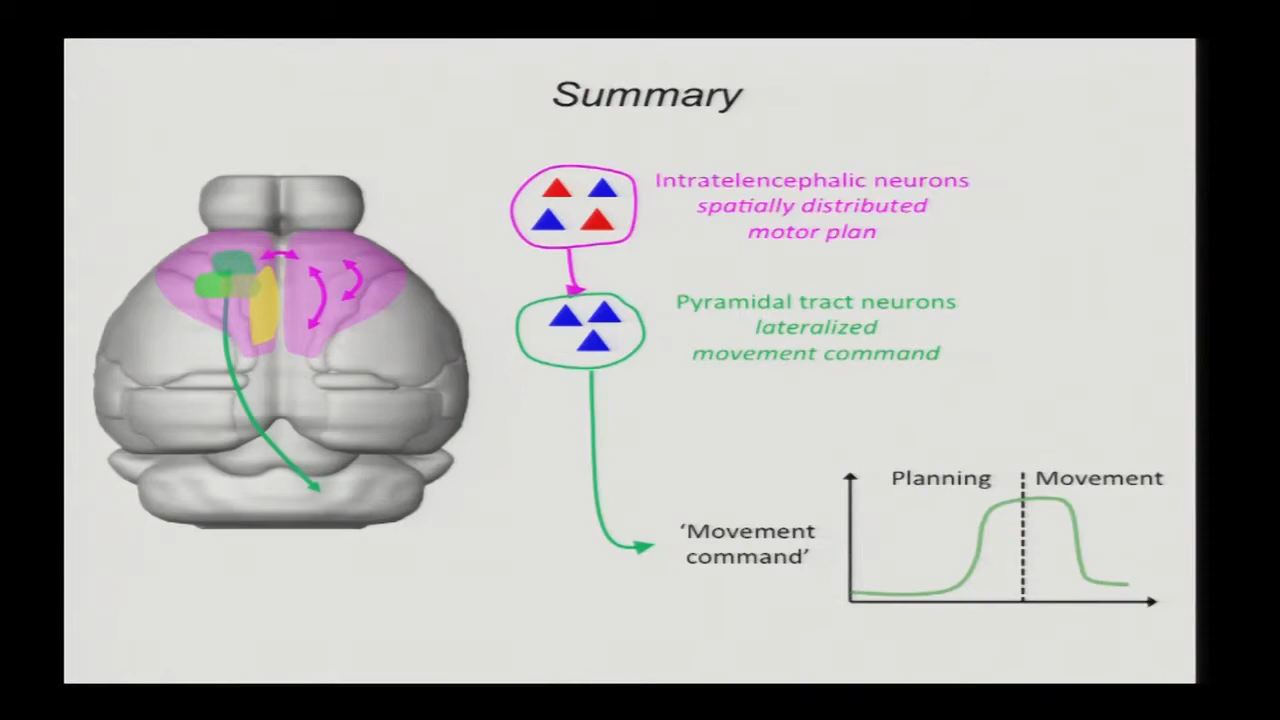 Summary
Intratelencephalic neurons
spatially distributed
motor plan
Pyramidal tract neurons
lateralized
movement command
Planning
Movement
‘Movement
command’